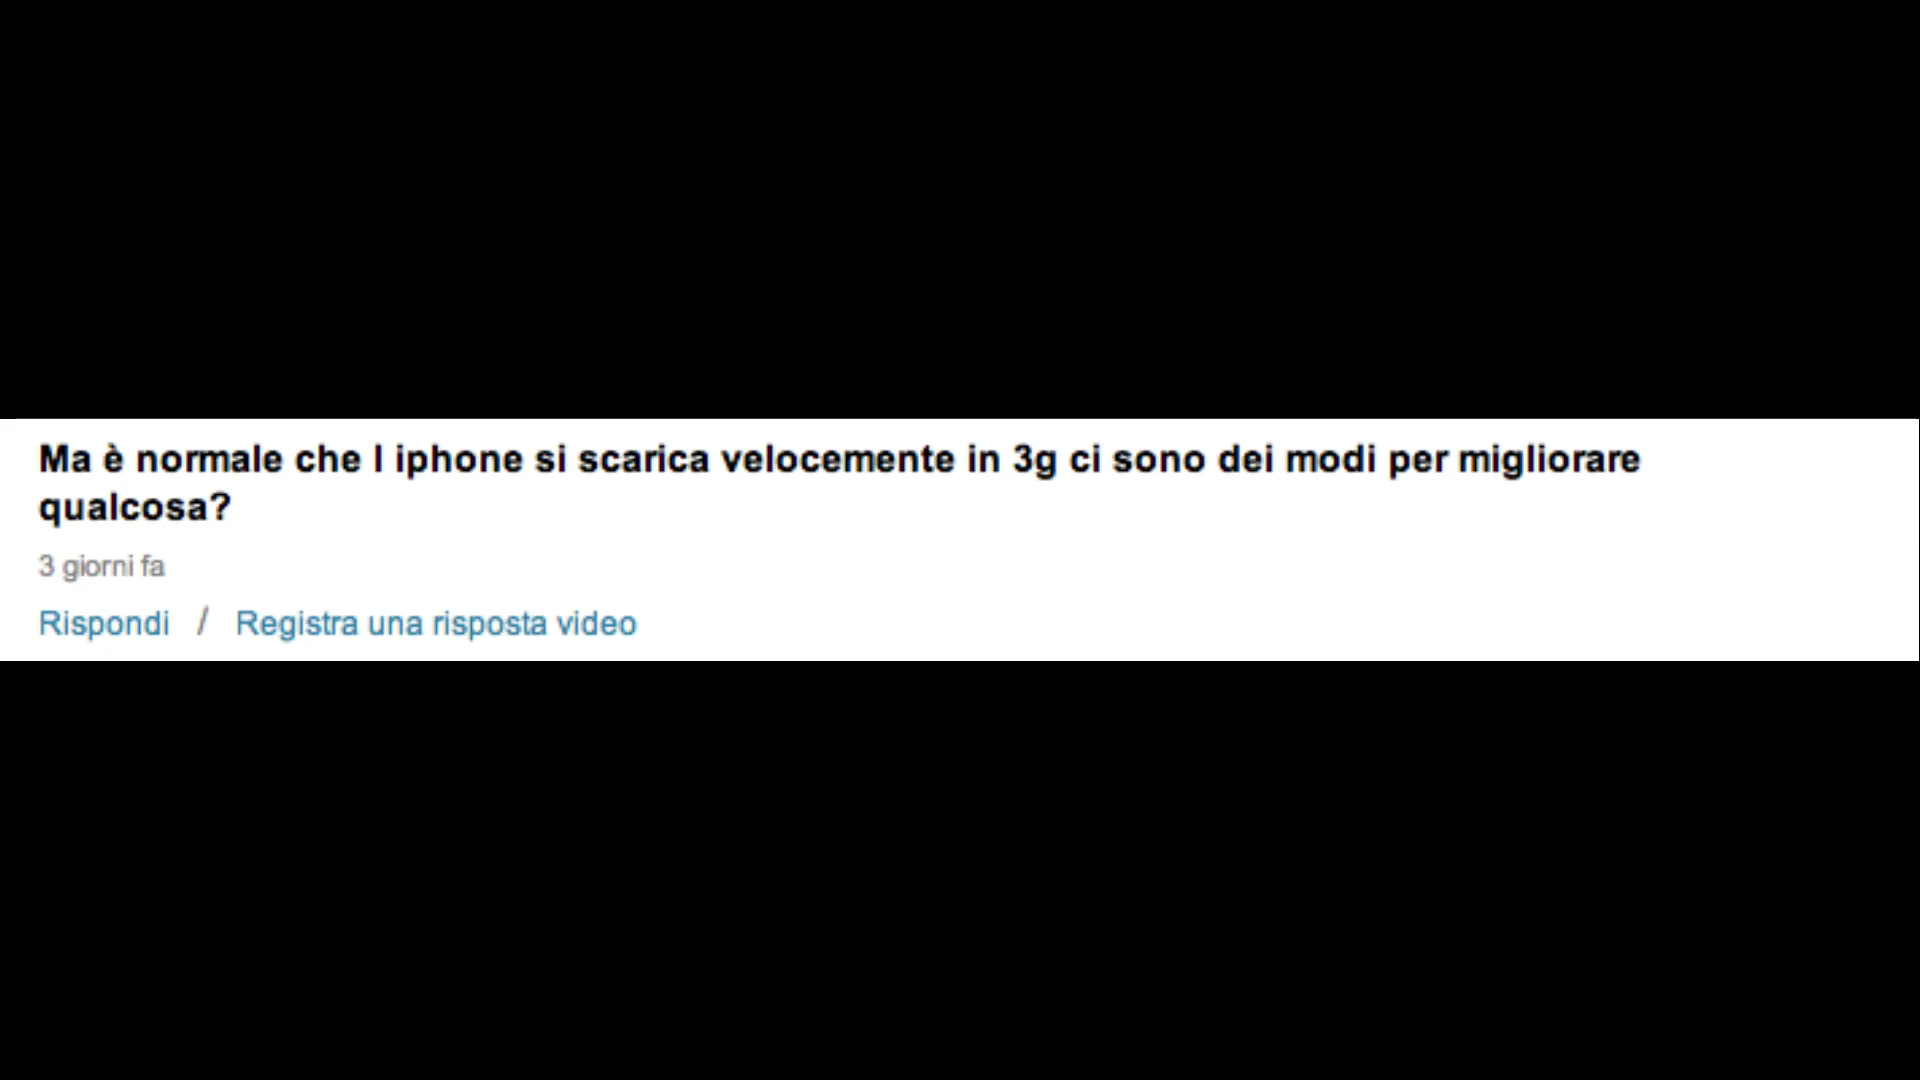 Ma è normale che l iphone si scarica velocemente in 3g ci sono dei modi per migliorare
qualcosa?
3 giorni fa
Rispondi / Registra una risposta video